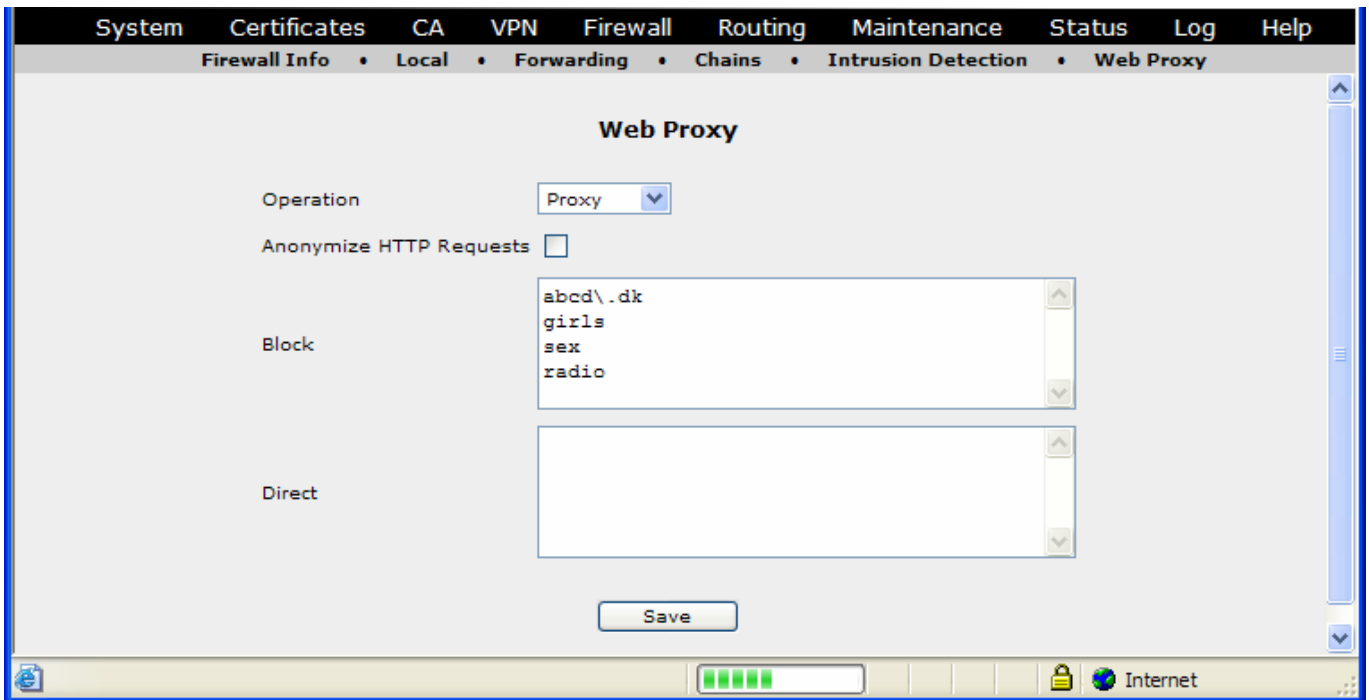 System Certificates CA VPN Firewall Routing Maintenance Status Log Help
Firewall Info • Local • Forwarding • Chains • Intrusion Detection • Web Proxy
Web Proxy
Operation Proxy
Anonymize HTTP Requests
Block
abcd\.dk
girls
sex
radio
Direct
Save
Internet